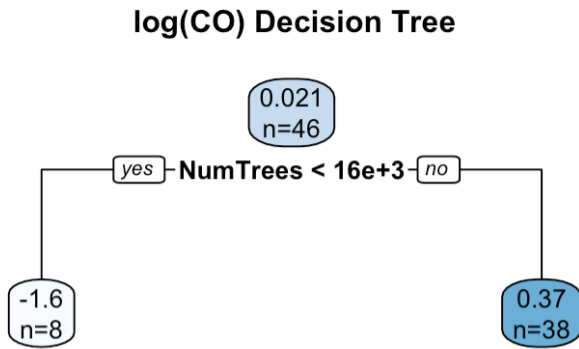 log(CO) Decision Tree
0.021
n=46
yes NumTrees < 16e+3 no
-1.6
n=8
0.37
n=38